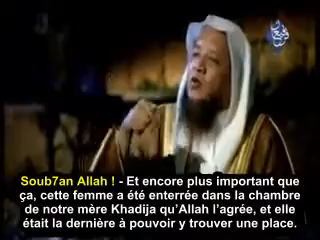 Soub7an Allah ! - Et encore plus important que
ça, cette femme a été enterrée dans la chambre
de notre mère Khadija qu’Allah l’agrée, et elle
était la dernière à pouvoir y trouver une place.